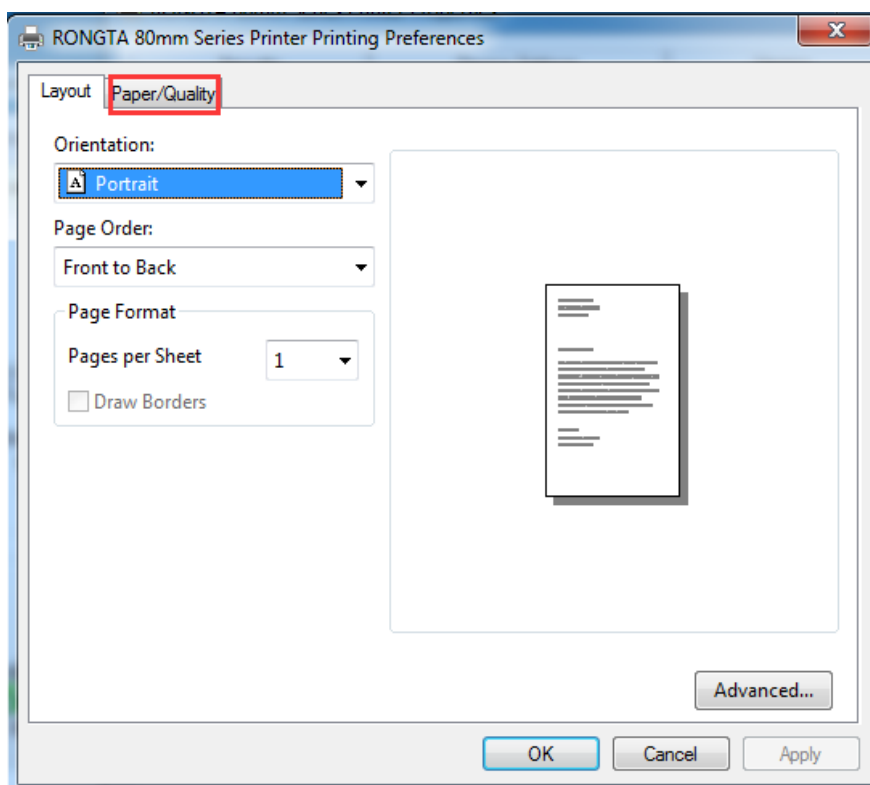 RONGTA 80mm Series Printer Printing Preferences
Layout
Paper/Quality
Orientation:
Portrait
Page Order:
Front to Back
Page Format
Pages per Sheet
1
Draw Borders
Advanced...
OK
Cancel
Apply